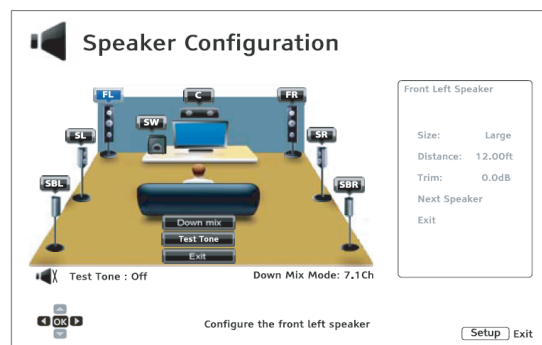 Speaker Configuration
FL
C
FR
SW
SL
SR
SBL
SBR
Down mix
Test Tone
Exit
Test Tone : Off
Down Mix Mode: 7.1Ch
Front Left Speaker
Size: Large
Distance: 12.00ft
Trim: 0.0dB
Next Speaker
Exit
OK
Configure the front left speaker
Setup Exit